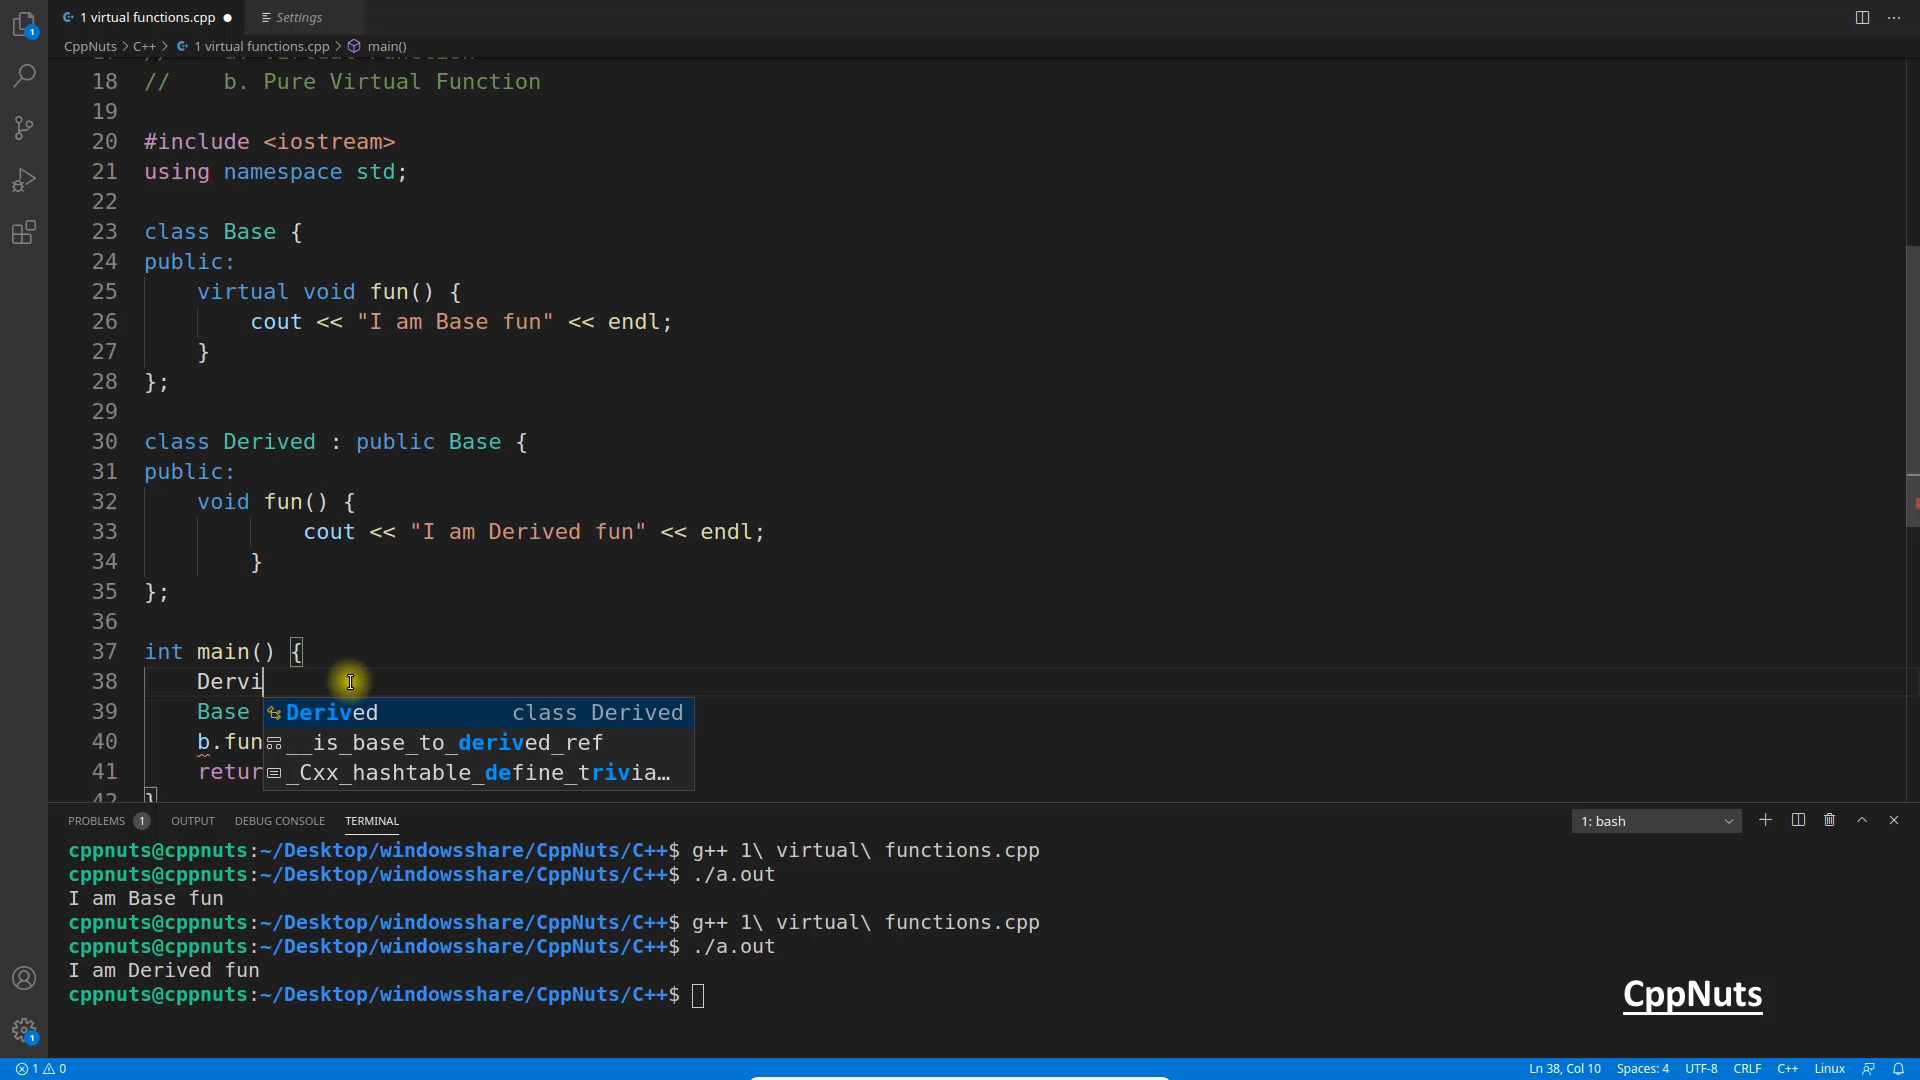 1 virtual functions.cpp ● Settings ⋯
CppNuts > C++ > 1 virtual functions.cpp > main()
18 //    b. Pure Virtual Function
19
20 #include <iostream>
21 using namespace std;
22
23 class Base {
24 public:
25     virtual void fun() {
26         cout << "I am Base fun" << endl;
27     }
28 };
29
30 class Derived : public Base {
31 public:
32     void fun() {
33             cout << "I am Derived fun" << endl;
34         }
35 };
36
37 int main() {
38     Dervi
39     Base
Derived class Derived
40     b.fun
__is_base_to_derived_ref
41     retur
_Cxx_hashtable_define_trivia…
42 }
PROBLEMS 1 OUTPUT DEBUG CONSOLE TERMINAL 1: bash
cppnuts@cppnuts:~/Desktop/windowsshare/CppNuts/C++$ g++ 1\ virtual\ functions.cpp
cppnuts@cppnuts:~/Desktop/windowsshare/CppNuts/C++$ ./a.out
I am Base fun
cppnuts@cppnuts:~/Desktop/windowsshare/CppNuts/C++$ g++ 1\ virtual\ functions.cpp
cppnuts@cppnuts:~/Desktop/windowsshare/CppNuts/C++$ ./a.out
I am Derived fun
cppnuts@cppnuts:~/Desktop/windowsshare/CppNuts/C++$
CppNuts
1 0 Ln 38, Col 10 Spaces: 4 UTF-8 CRLF C++ Linux